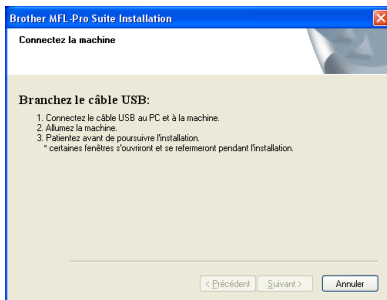 Brother MFL-Pro Suite Installation
Connectez la machine
Branchez le câble USB:
1. Connectez le câble USB au PC et à la machine.
2. Allumez la machine.
3. Patientez avant de poursuivre l'installation.
* certaines fenêtres s'ouvriront et se refermeront pendant l'installation.
< Précédent Suivant > Annuler